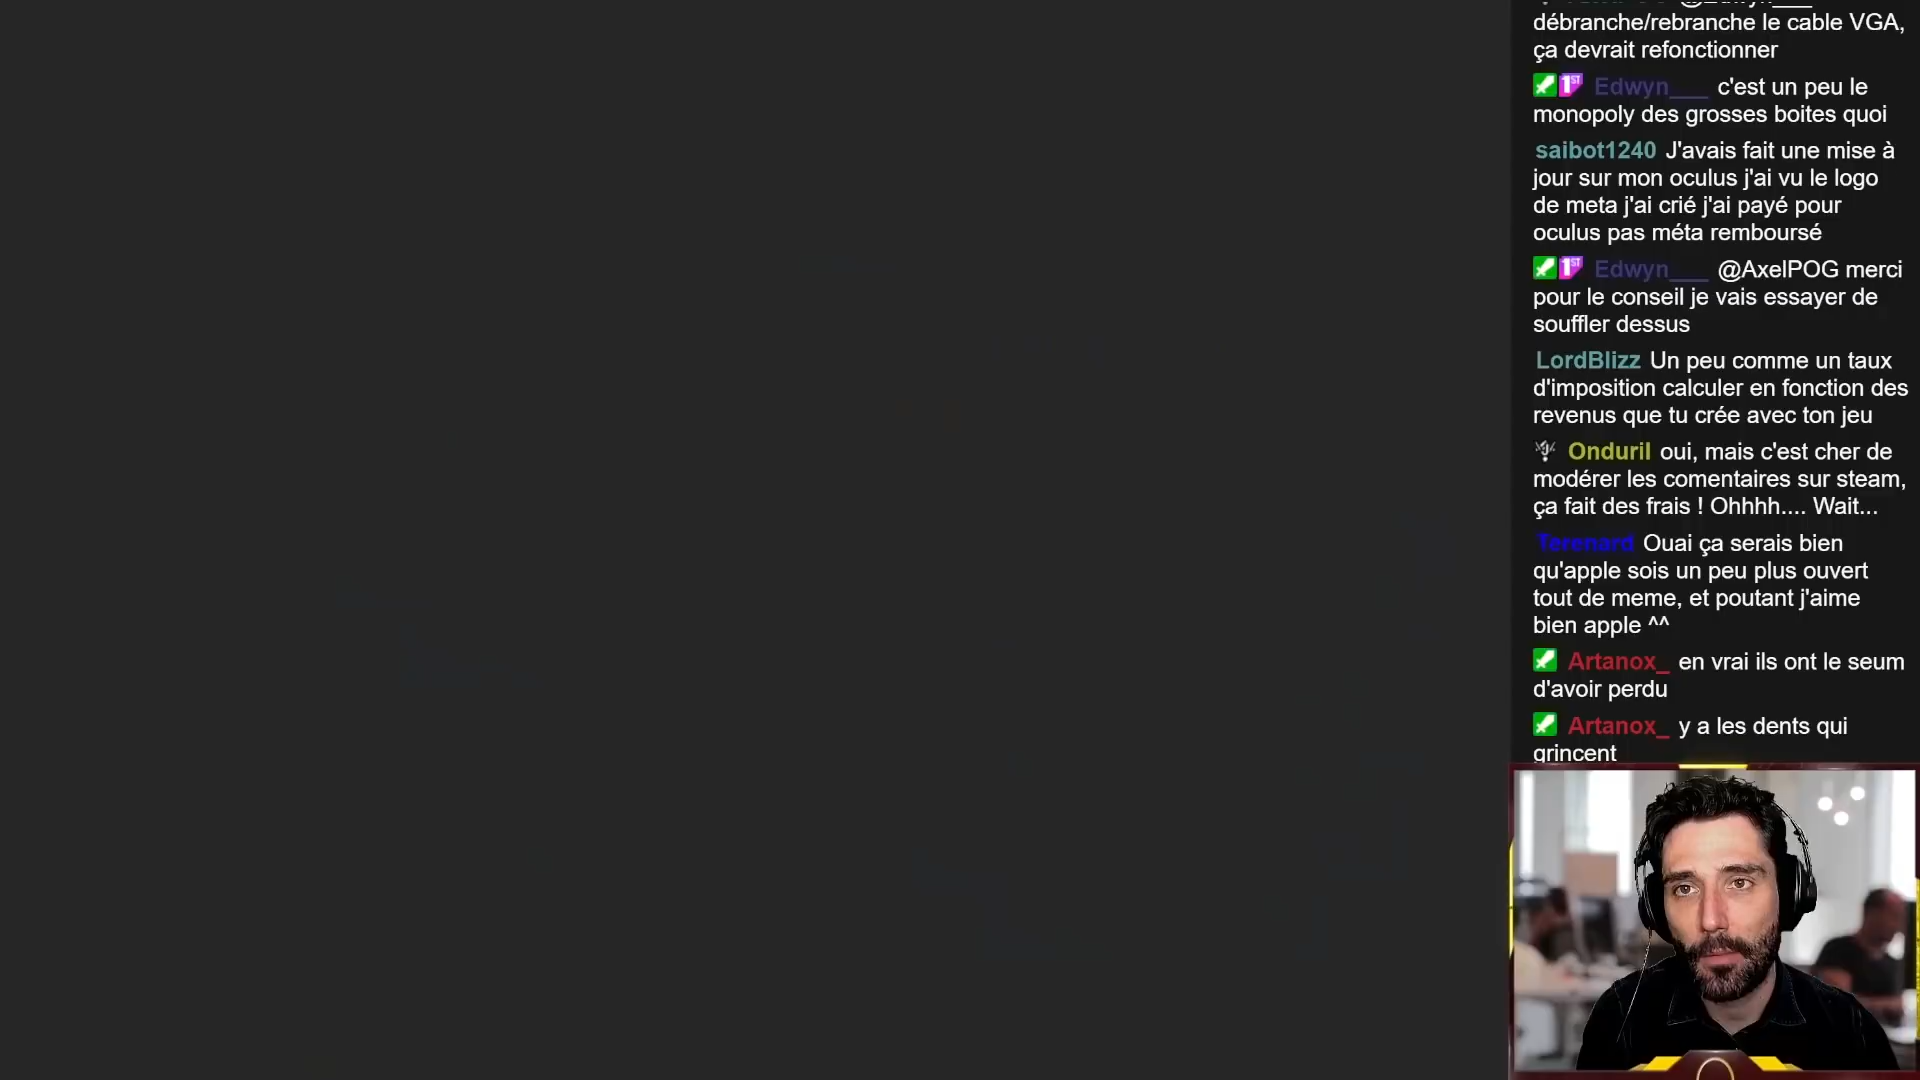 débranche/rebranche le cable VGA,
ça devrait refonctionner
1ST Edwyn___ c'est un peu le
monopoly des grosses boites quoi
saibot1240 J'avais fait une mise à
jour sur mon oculus j'ai vu le logo
de meta j'ai crié j'ai payé pour
oculus pas méta remboursé
1ST Edwyn___ @AxelPOG merci
pour le conseil je vais essayer de
souffler dessus
LordBlizz Un peu comme un taux
d'imposition calculer en fonction des
revenus que tu crée avec ton jeu
Onduril oui, mais c'est cher de
modérer les comentaires sur steam,
ça fait des frais ! Ohhhh.... Wait...
Terenard Ouai ça serais bien
qu'apple sois un peu plus ouvert
tout de meme, et poutant j'aime
bien apple ^^
Artanox_ en vrai ils ont le seum
d'avoir perdu
Artanox_ y a les dents qui
grincent